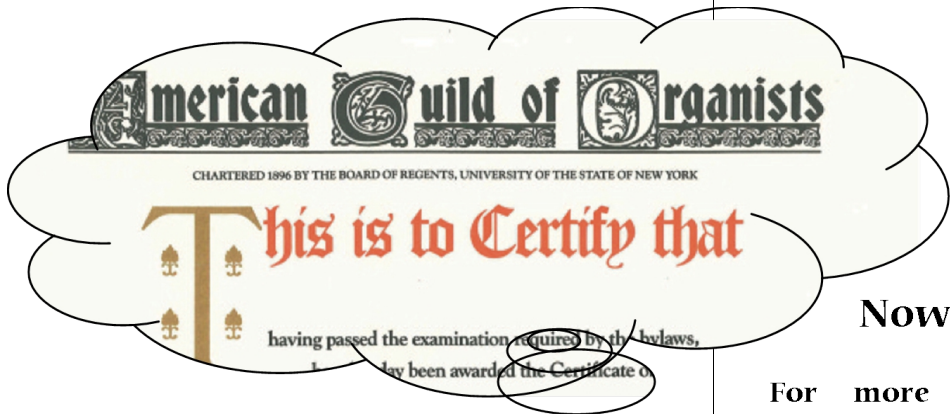 American Guild of Organists
CHARTERED 1896 BY THE BOARD OF REGENTS, UNIVERSITY OF THE STATE OF NEW YORK
This is to Certify that
having passed the examination required by the bylaws,
day been awarded the Certificate of
Now
For more